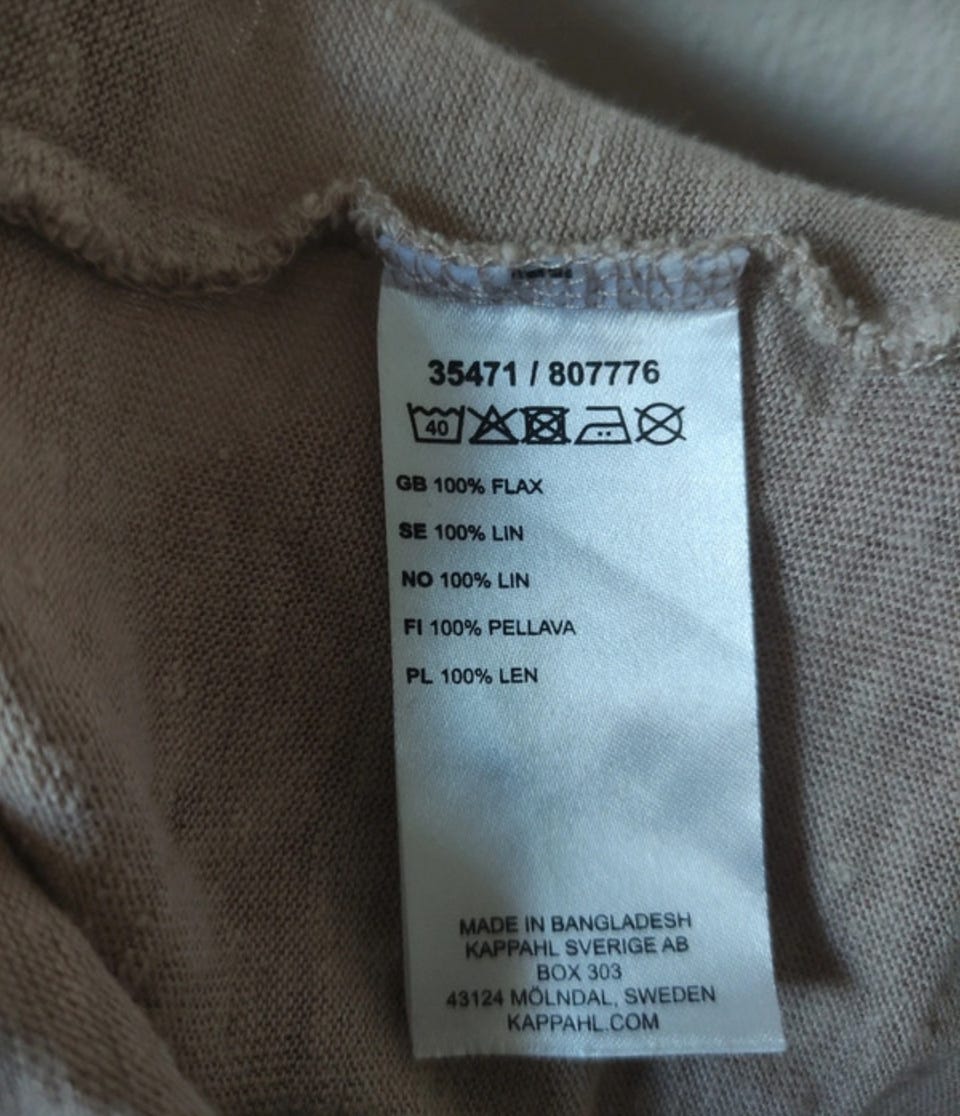 35471 / 807776
40
GB 100% FLAX
SE 100% LIN
NO 100% LIN
FI 100% PELLAVA
PL 100% LEN
MADE IN BANGLADESH
KAPPAHL SVERIGE AB
BOX 303
43124 MÖLNDAL, SWEDEN
KAPPAHL.COM